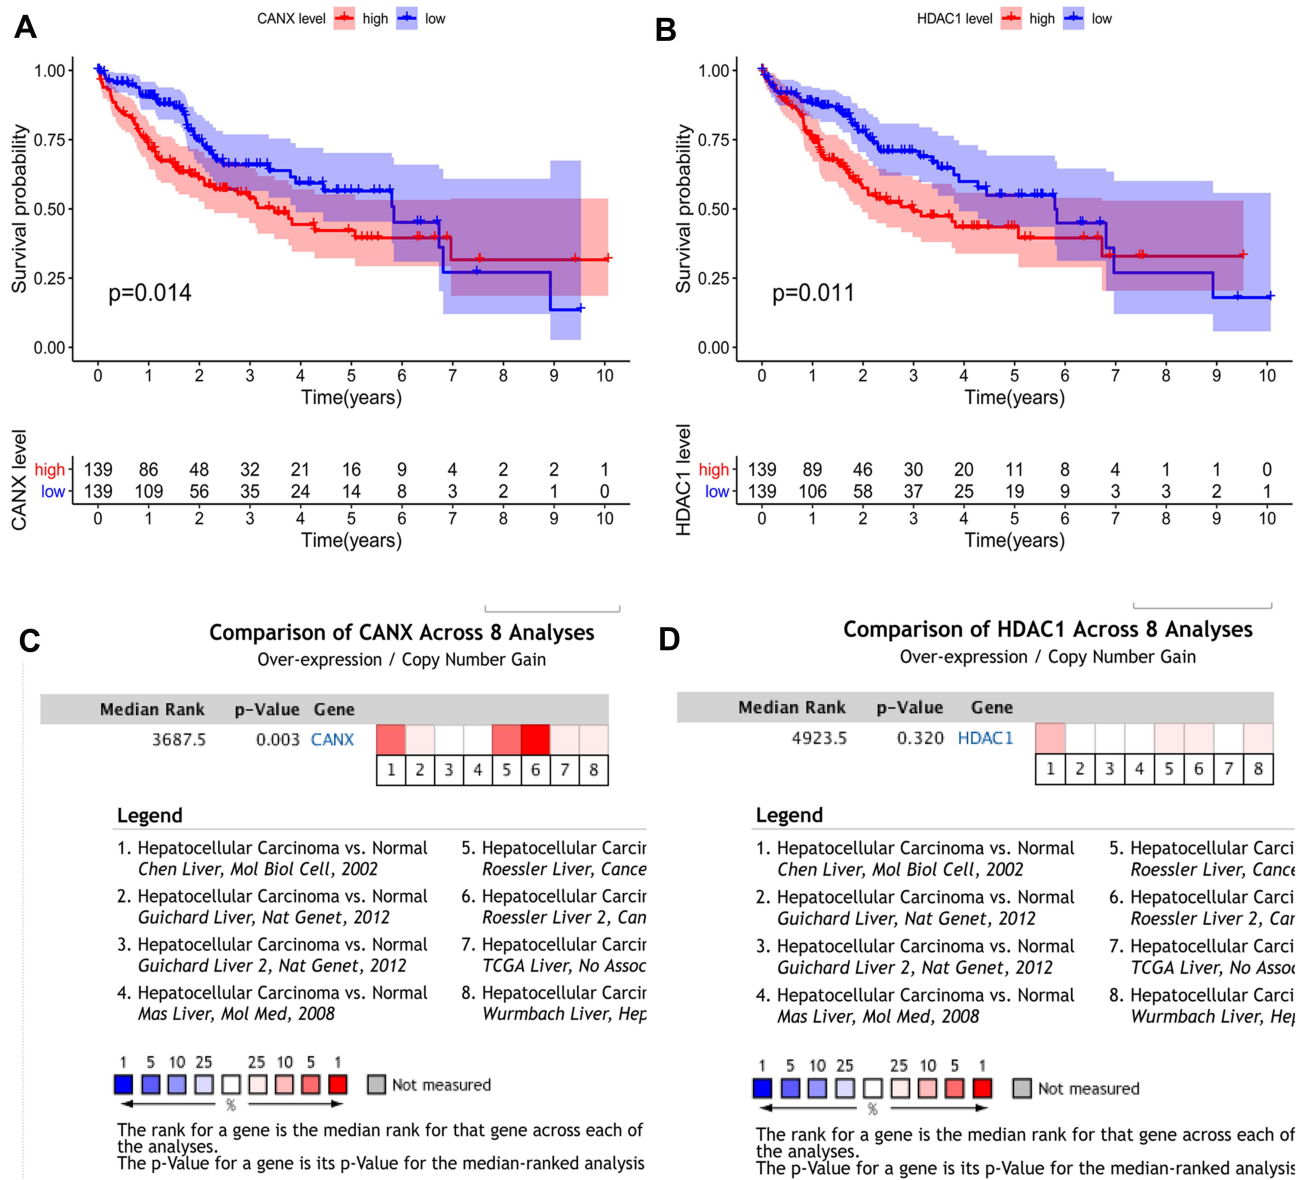 A
CANX level high low
1.00
0.75
0.50
0.25
0.00
Survival probability
p=0.014
0 1 2 3 4 5 6 7 8 9 10
Time(years)
CANX level
high 139 86 48 32 21 16 9 4 2 2 1
low 139 109 56 35 24 14 8 3 2 1 0
0 1 2 3 4 5 6 7 8 9 10
Time(years)
B
HDAC1 level high low
1.00
0.75
0.50
0.25
0.00
Survival probability
p=0.011
0 1 2 3 4 5 6 7 8 9 10
Time(years)
HDAC1 level
high 139 89 46 30 20 11 8 4 1 1 0
low 139 106 58 37 25 19 9 3 3 2 1
0 1 2 3 4 5 6 7 8 9 10
Time(years)
C
Comparison of CANX Across 8 Analyses
Over-expression / Copy Number Gain
Median Rank p-Value Gene
3687.5 0.003 CANX
1 2 3 4 5 6 7 8
Legend
1. Hepatocellular Carcinoma vs. Normal
Chen Liver, Mol Biol Cell, 2002
2. Hepatocellular Carcinoma vs. Normal
Guichard Liver, Nat Genet, 2012
3. Hepatocellular Carcinoma vs. Normal
Guichard Liver 2, Nat Genet, 2012
4. Hepatocellular Carcinoma vs. Normal
Mas Liver, Mol Med, 2008
5. Hepatocellular Carcir
Roessler Liver, Cance
6. Hepatocellular Carcir
Roessler Liver 2, Can
7. Hepatocellular Carcir
TCGA Liver, No Assoc
8. Hepatocellular Carcir
Wurmbach Liver, Hep
1 5 10 25 25 10 5 1
%
Not measured
The rank for a gene is the median rank for that gene across each of
the analyses.
The p-Value for a gene is its p-Value for the median-ranked analysis
D
Comparison of HDAC1 Across 8 Analyses
Over-expression / Copy Number Gain
Median Rank p-Value Gene
4923.5 0.320 HDAC1
1 2 3 4 5 6 7 8
Legend
1. Hepatocellular Carcinoma vs. Normal
Chen Liver, Mol Biol Cell, 2002
2. Hepatocellular Carcinoma vs. Normal
Guichard Liver, Nat Genet, 2012
3. Hepatocellular Carcinoma vs. Normal
Guichard Liver 2, Nat Genet, 2012
4. Hepatocellular Carcinoma vs. Normal
Mas Liver, Mol Med, 2008
5. Hepatocellular Carci
Roessler Liver, Cance
6. Hepatocellular Carci
Roessler Liver 2, Car
7. Hepatocellular Carci
TCGA Liver, No Assoc
8. Hepatocellular Carci
Wurmbach Liver, Hep
1 5 10 25 25 10 5 1
%
Not measured
The rank for a gene is the median rank for that gene across each of
the analyses.
The p-Value for a gene is its p-Value for the median-ranked analysis